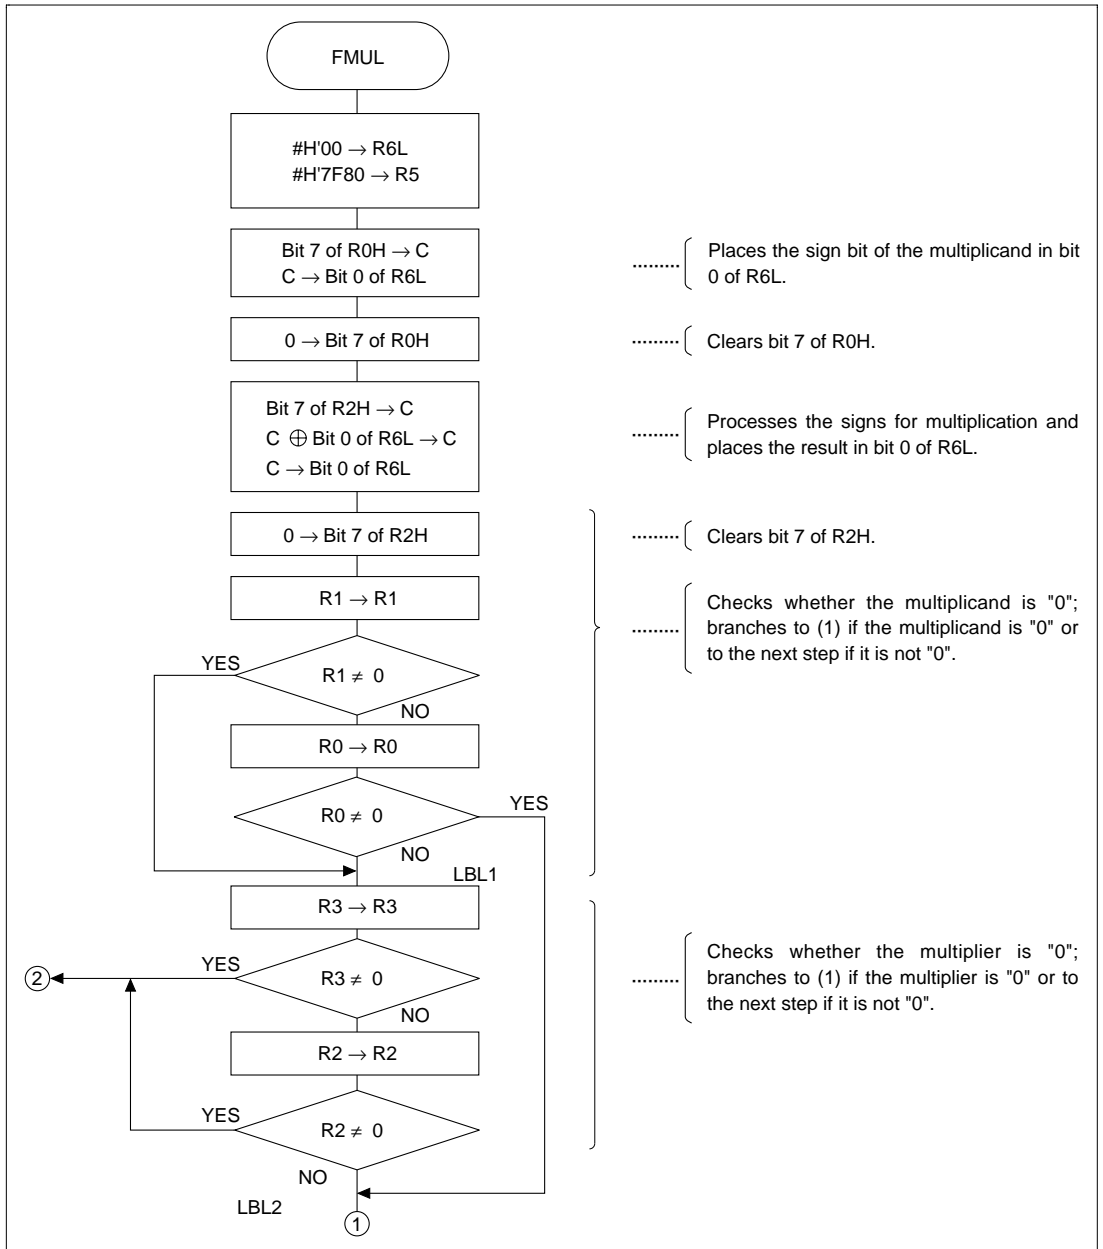 FMUL
#H'00 → R6L
#H'7F80 → R5
Bit 7 of R0H → C
C → Bit 0 of R6L
Places the sign bit of the multiplicand in bit
0 of R6L.
0 → Bit 7 of R0H
Clears bit 7 of R0H.
Bit 7 of R2H → C
C ⊕ Bit 0 of R6L → C
C → Bit 0 of R6L
Processes the signs for multiplication and
places the result in bit 0 of R6L.
0 → Bit 7 of R2H
Clears bit 7 of R2H.
R1 → R1
Checks whether the multiplicand is "0";
branches to (1) if the multiplicand is "0" or
to the next step if it is not "0".
YES
R1 ≠ 0
NO
R0 → R0
R0 ≠ 0
YES
NO
LBL1
R3 → R3
YES
R3 ≠ 0
2
NO
Checks whether the multiplier is "0";
branches to (1) if the multiplier is "0" or to
the next step if it is not "0".
R2 → R2
YES
R2 ≠ 0
NO
LBL2
1